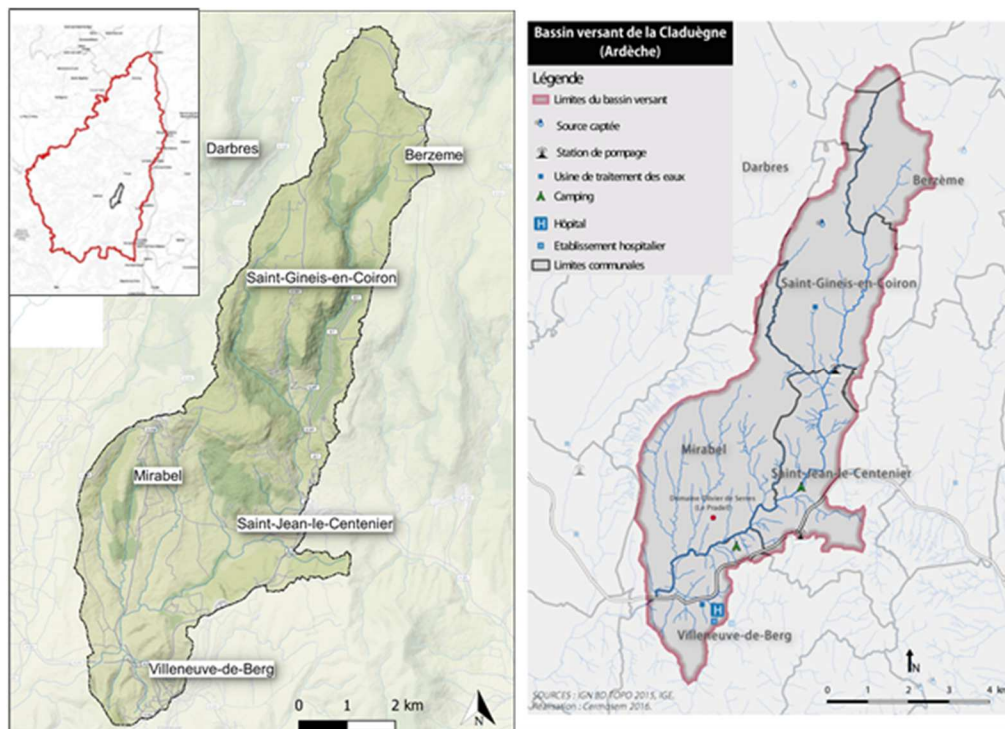 Darbres
Berzeme
Saint-Gineis-en-Coiron
Mirabel
Saint-Jean-le-Centenier
Villeneuve-de-Berg
0 1 2 km
N
Bassin versant de la Claduègne
(Ardèche)
Légende
Limites du bassin versant
Source captée
Station de pompage
Usine de traitement des eaux
Camping
H Hôpital
Etablissement hospitalier
Limites communales
Darbres
Berzème
Saint-Gineis-en-Coiron
Mirabel
Saint-Jean-le-Centenier
Domaine Olivier de Serres
(Le Pradel)
H
Villeneuve-de-Berg
N
SOURCES : IGN BD TOPO 2015, IGE.
Réalisation : Cermosem 2016.
0 1 2 3 4 km